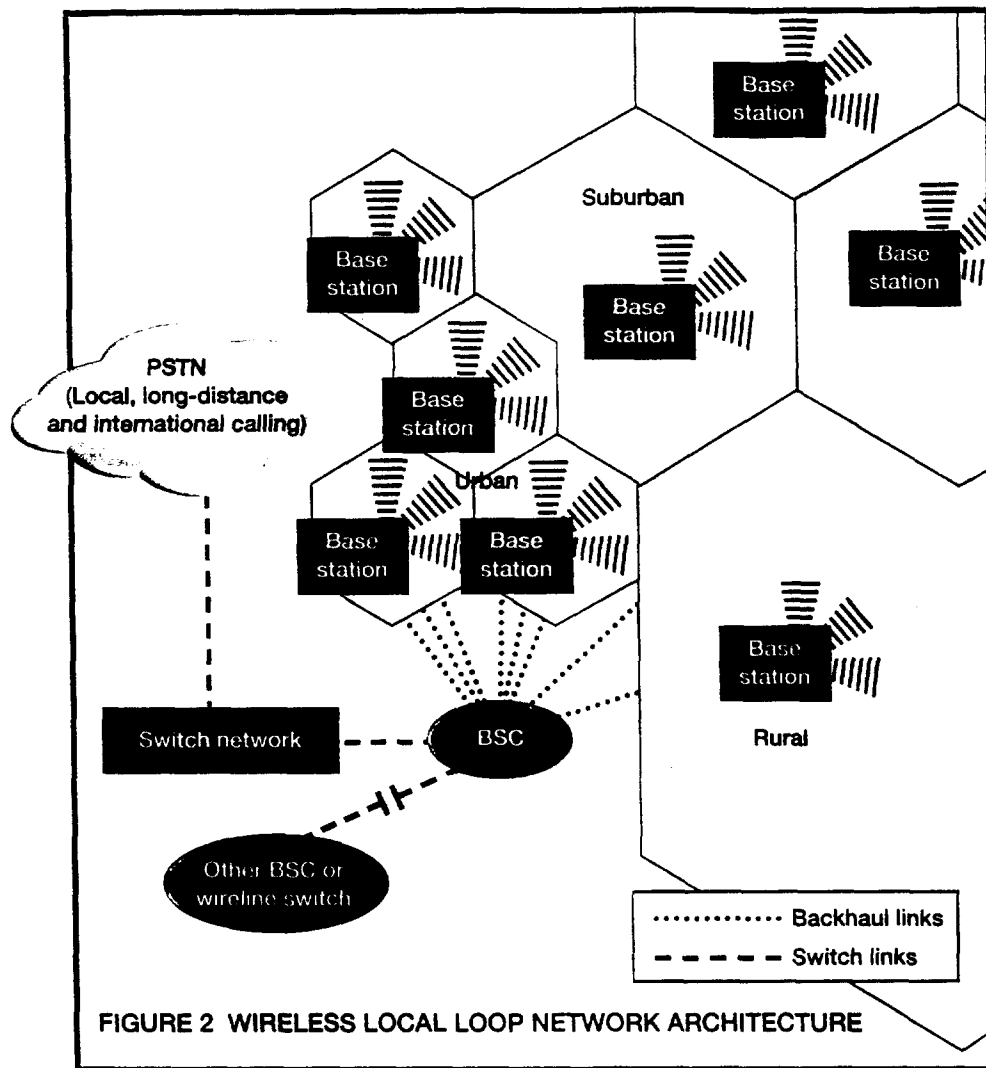 Base
station
Suburban
Base
station
Base
station
Base
station
PSTN
(Local, long-distance
and international calling)
Base
station
Urban
Base
station
Base
station
Base
station
Switch network
BSC
Rural
Other BSC or
wireline switch
Backhaul links
Switch links
FIGURE 2 WIRELESS LOCAL LOOP NETWORK ARCHITECTURE